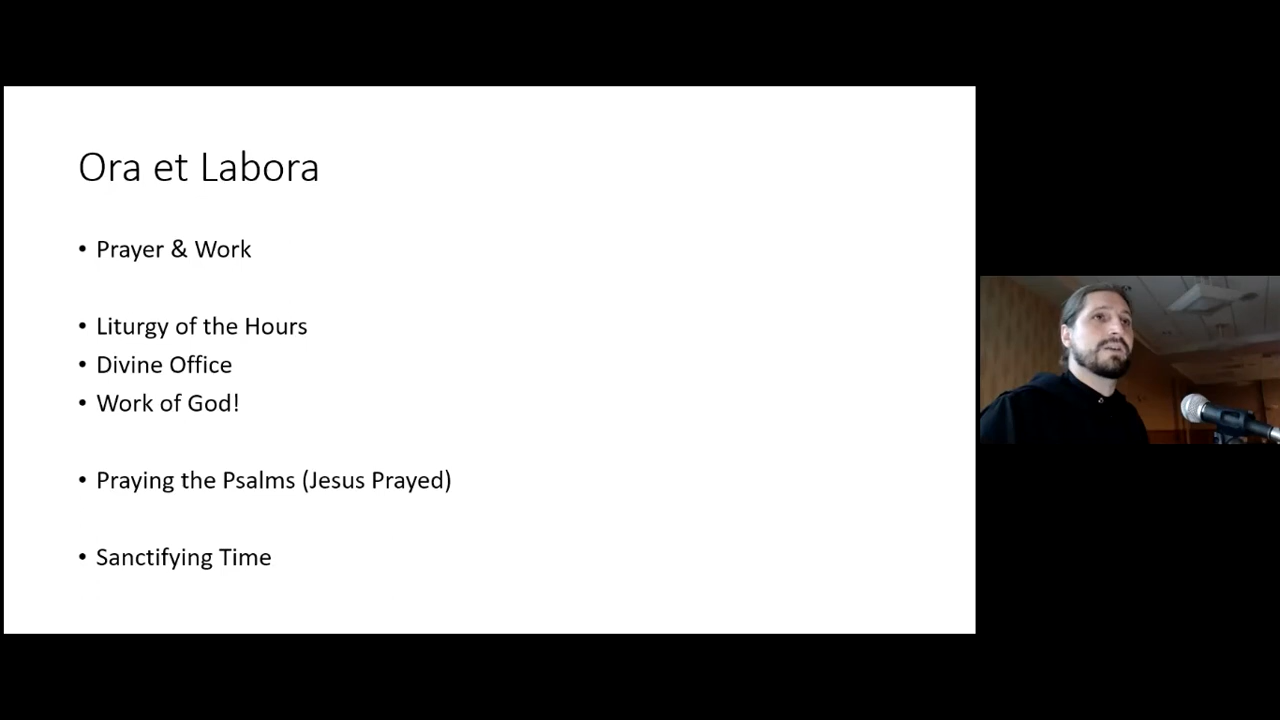 Ora et Labora
• Prayer & Work
• Liturgy of the Hours
• Divine Office
• Work of God!
• Praying the Psalms (Jesus Prayed)
• Sanctifying Time